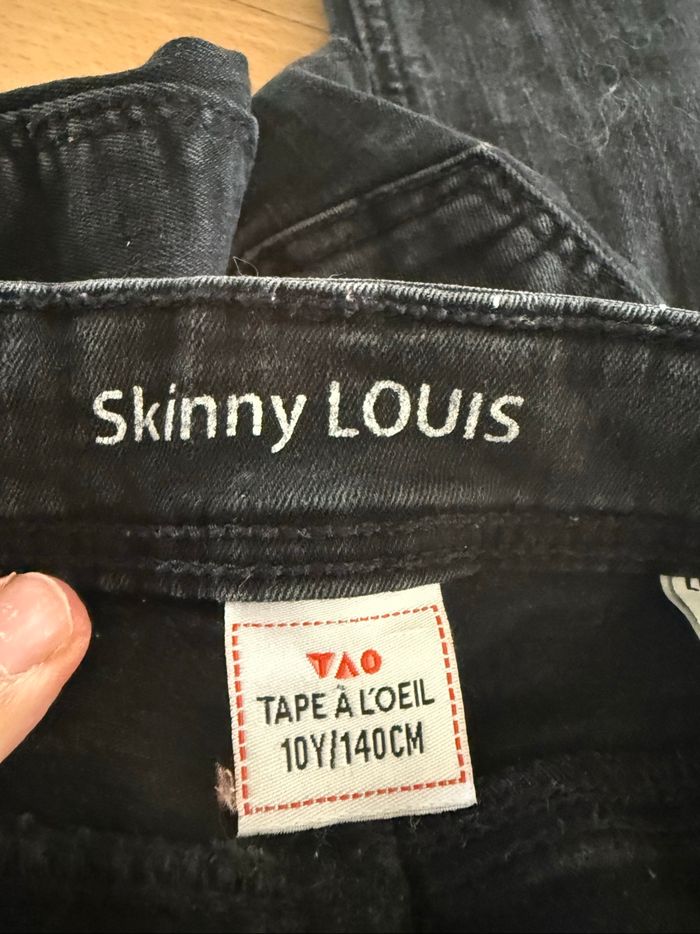 Skinny LOUIS
TAO
TAPE À L'OEIL
10Y/140CM